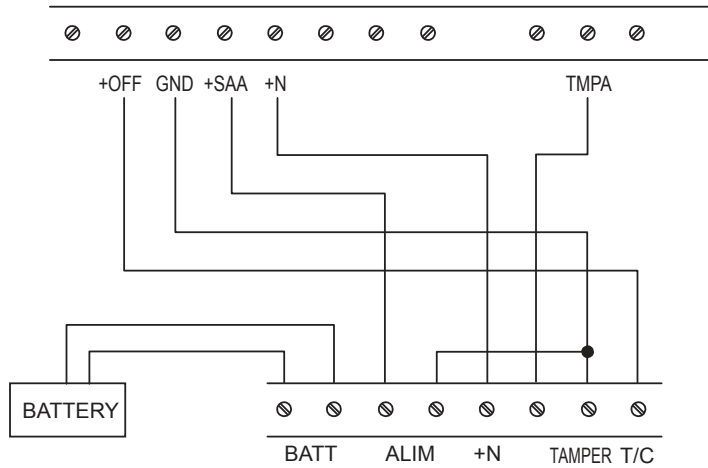 +OFF GND +SAA +N TMPA
BATTERY
BATT ALIM +N TAMPER T/C